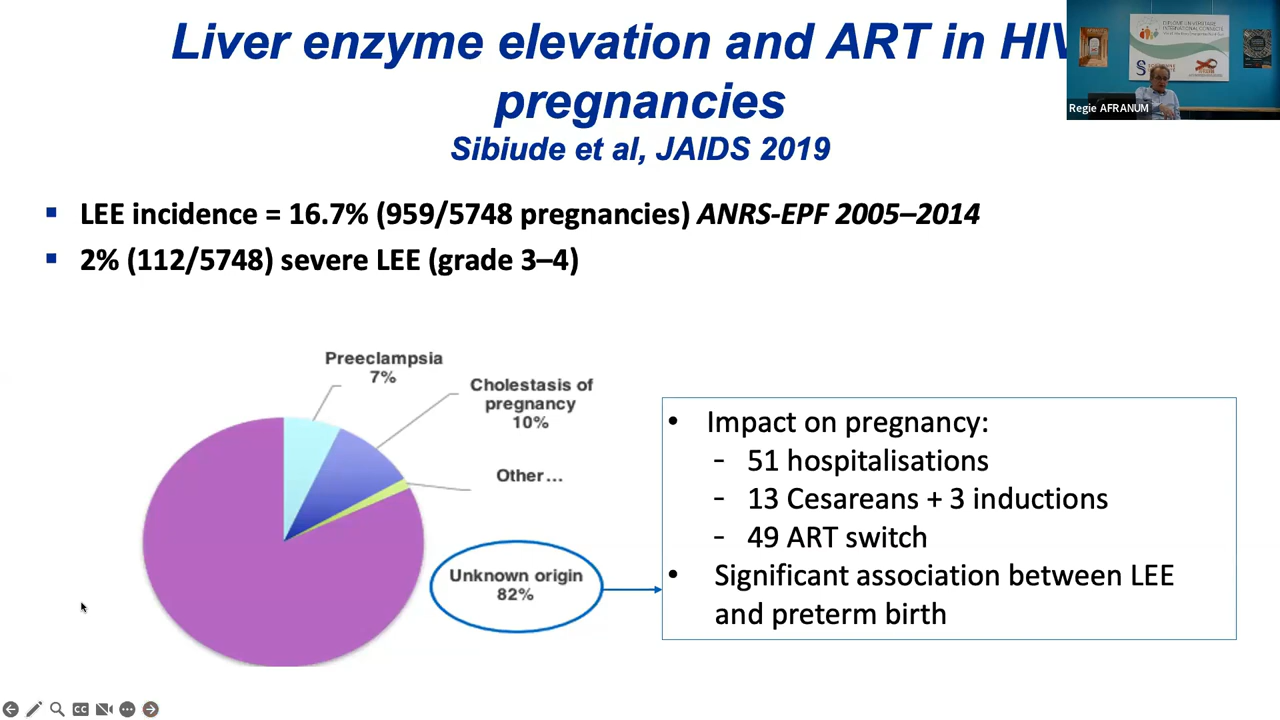 Liver enzyme elevation and ART in HIV
pregnancies
Sibiude et al, JAIDS 2019
Regie AFRANUM
▪ LEE incidence = 16.7% (959/5748 pregnancies) ANRS-EPF 2005–2014
▪ 2% (112/5748) severe LEE (grade 3–4)
Preeclampsia
7%
Cholestasis of
pregnancy
10%
Other ...
Unknown origin
82%
• Impact on pregnancy:
- 51 hospitalisations
- 13 Cesareans + 3 inductions
- 49 ART switch
• Significant association between LEE
and preterm birth
CC